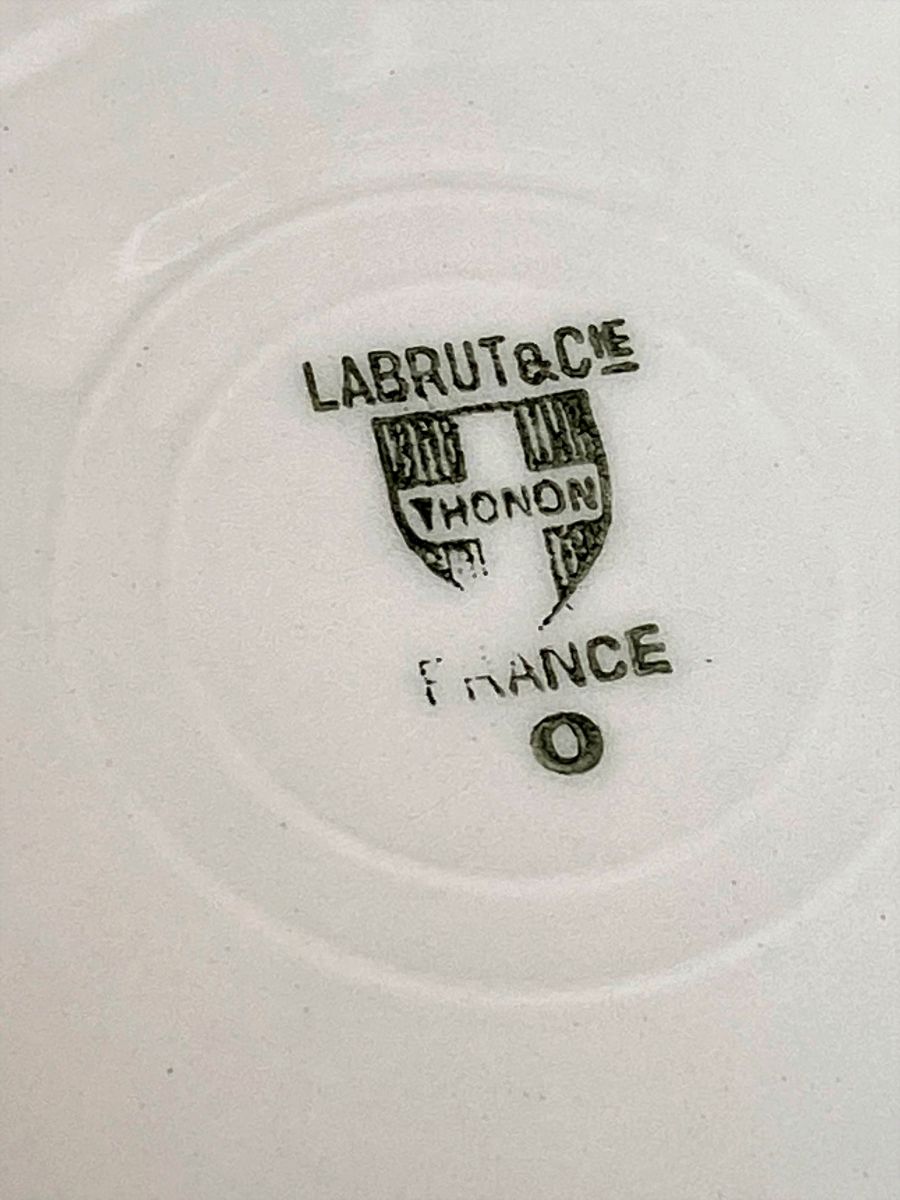 LABRUT & CIE
THONON
FRANCE
O